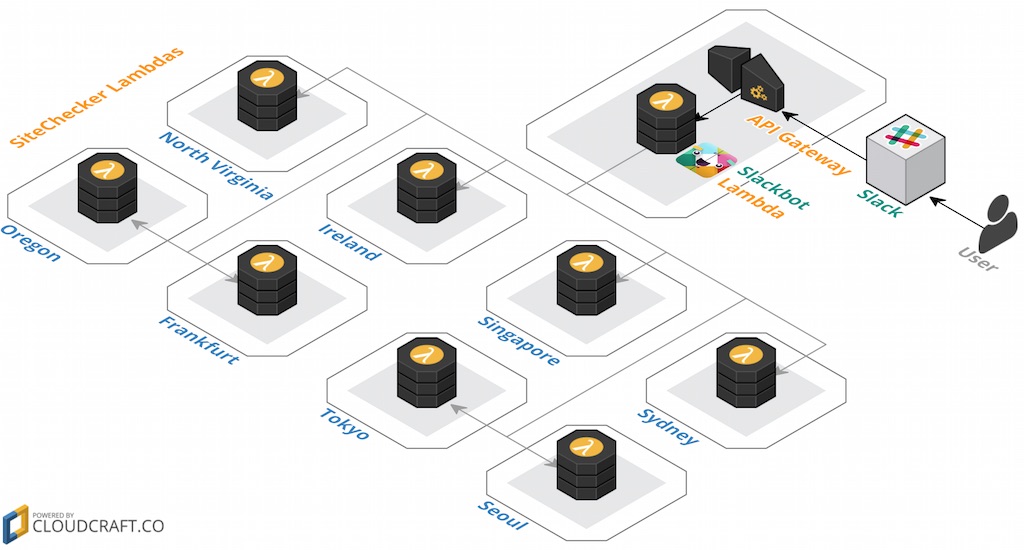 SiteChecker Lambdas
North Virginia
API Gateway
Slackbot
Lambda
Slack
User
Oregon
Ireland
Frankfurt
Singapore
Tokyo
Sydney
Seoul
POWERED BY
CLOUDCRAFT.CO